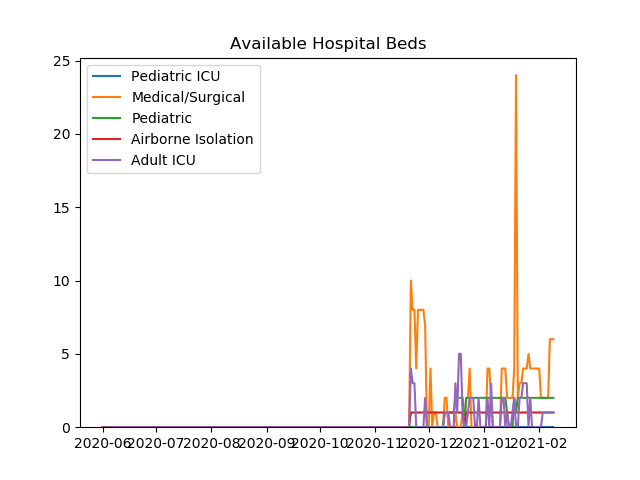 Available Hospital Beds
25
20
15
10
5
0
Pediatric ICU
Medical/Surgical
Pediatric
Airborne Isolation
Adult ICU
2020-06 2020-07 2020-08 2020-09 2020-10 2020-11 2020-12 2021-01 2021-02